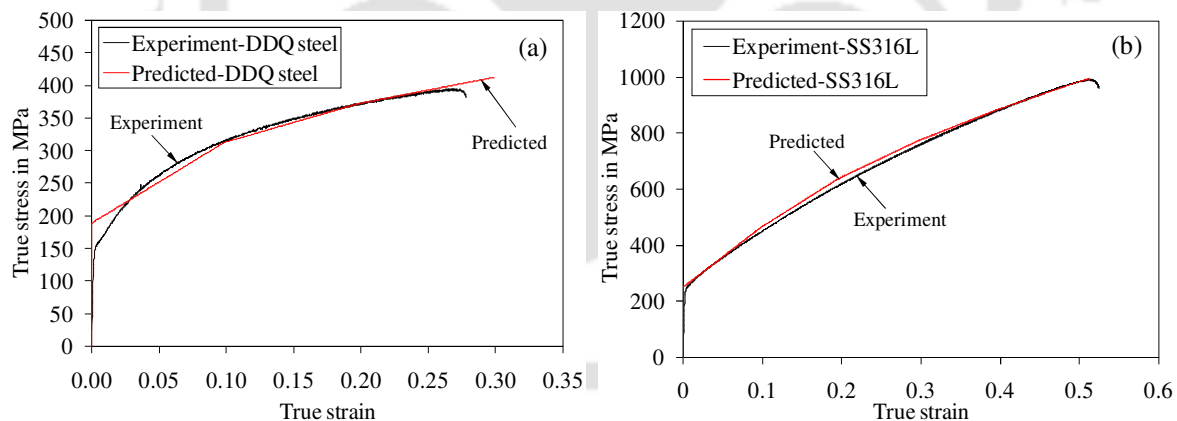 Experiment-DDQ steel
Predicted-DDQ steel
(a)
Experiment
Predicted
500
450
400
350
300
250
200
150
100
50
0
True stress in MPa
0.00 0.05 0.10 0.15 0.20 0.25 0.30 0.35
True strain
Experiment-SS316L
Predicted-SS316L
(b)
Predicted
Experiment
1200
1000
800
600
400
200
0
True stress in MPa
0 0.1 0.2 0.3 0.4 0.5 0.6
True strain